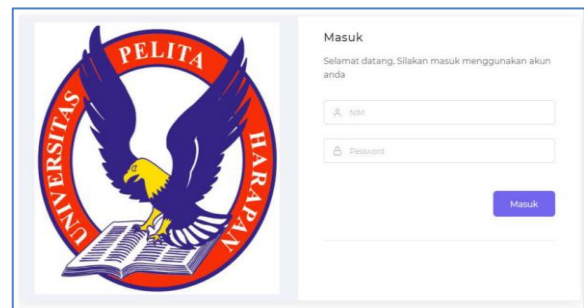 UNIVERSITAS PELITA HARAPAN
Masuk
Selamat datang, Silakan masuk menggunakan akun
anda
NIM
Password
Masuk